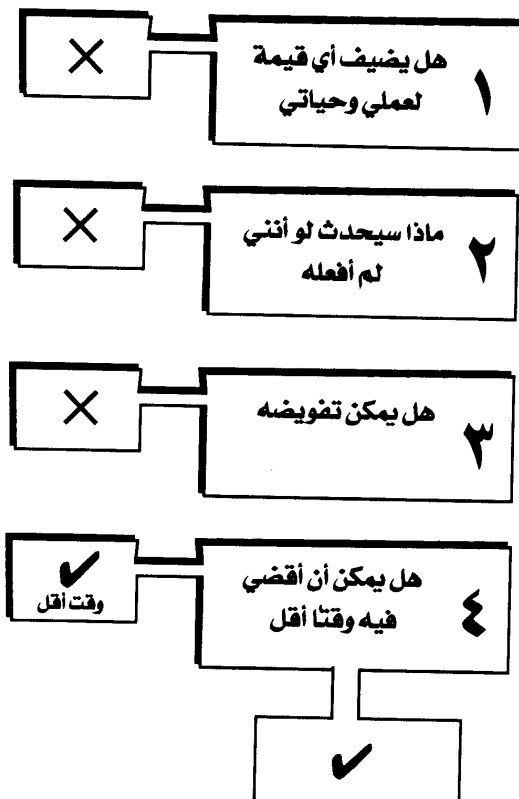 ١
هل يضيف أي قيمة
لعملي وحياتي
×
٢
ماذا سيحدث لو أنني
لم أفعله
×
٣
هل يمكن تفويضه
×
٤
هل يمكن أن أقضي
فيه وقتًا أقل
✓
وقت أقل
✓